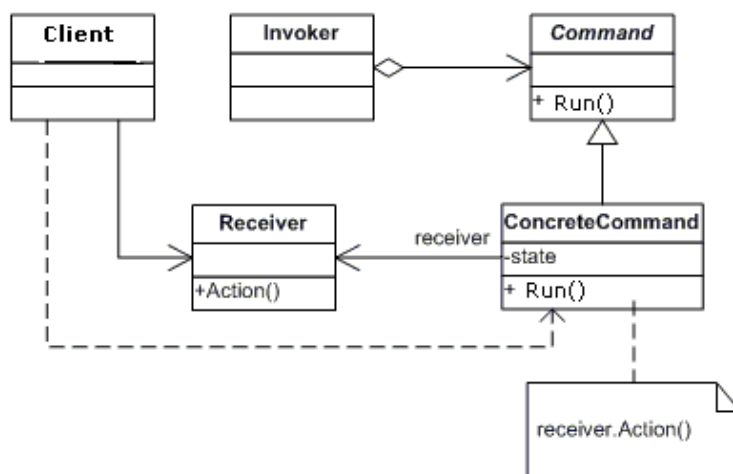 Client
Invoker
Command
+ Run()
Receiver
+Action()
receiver
ConcreteCommand
-state
+ Run()
receiver.Action()